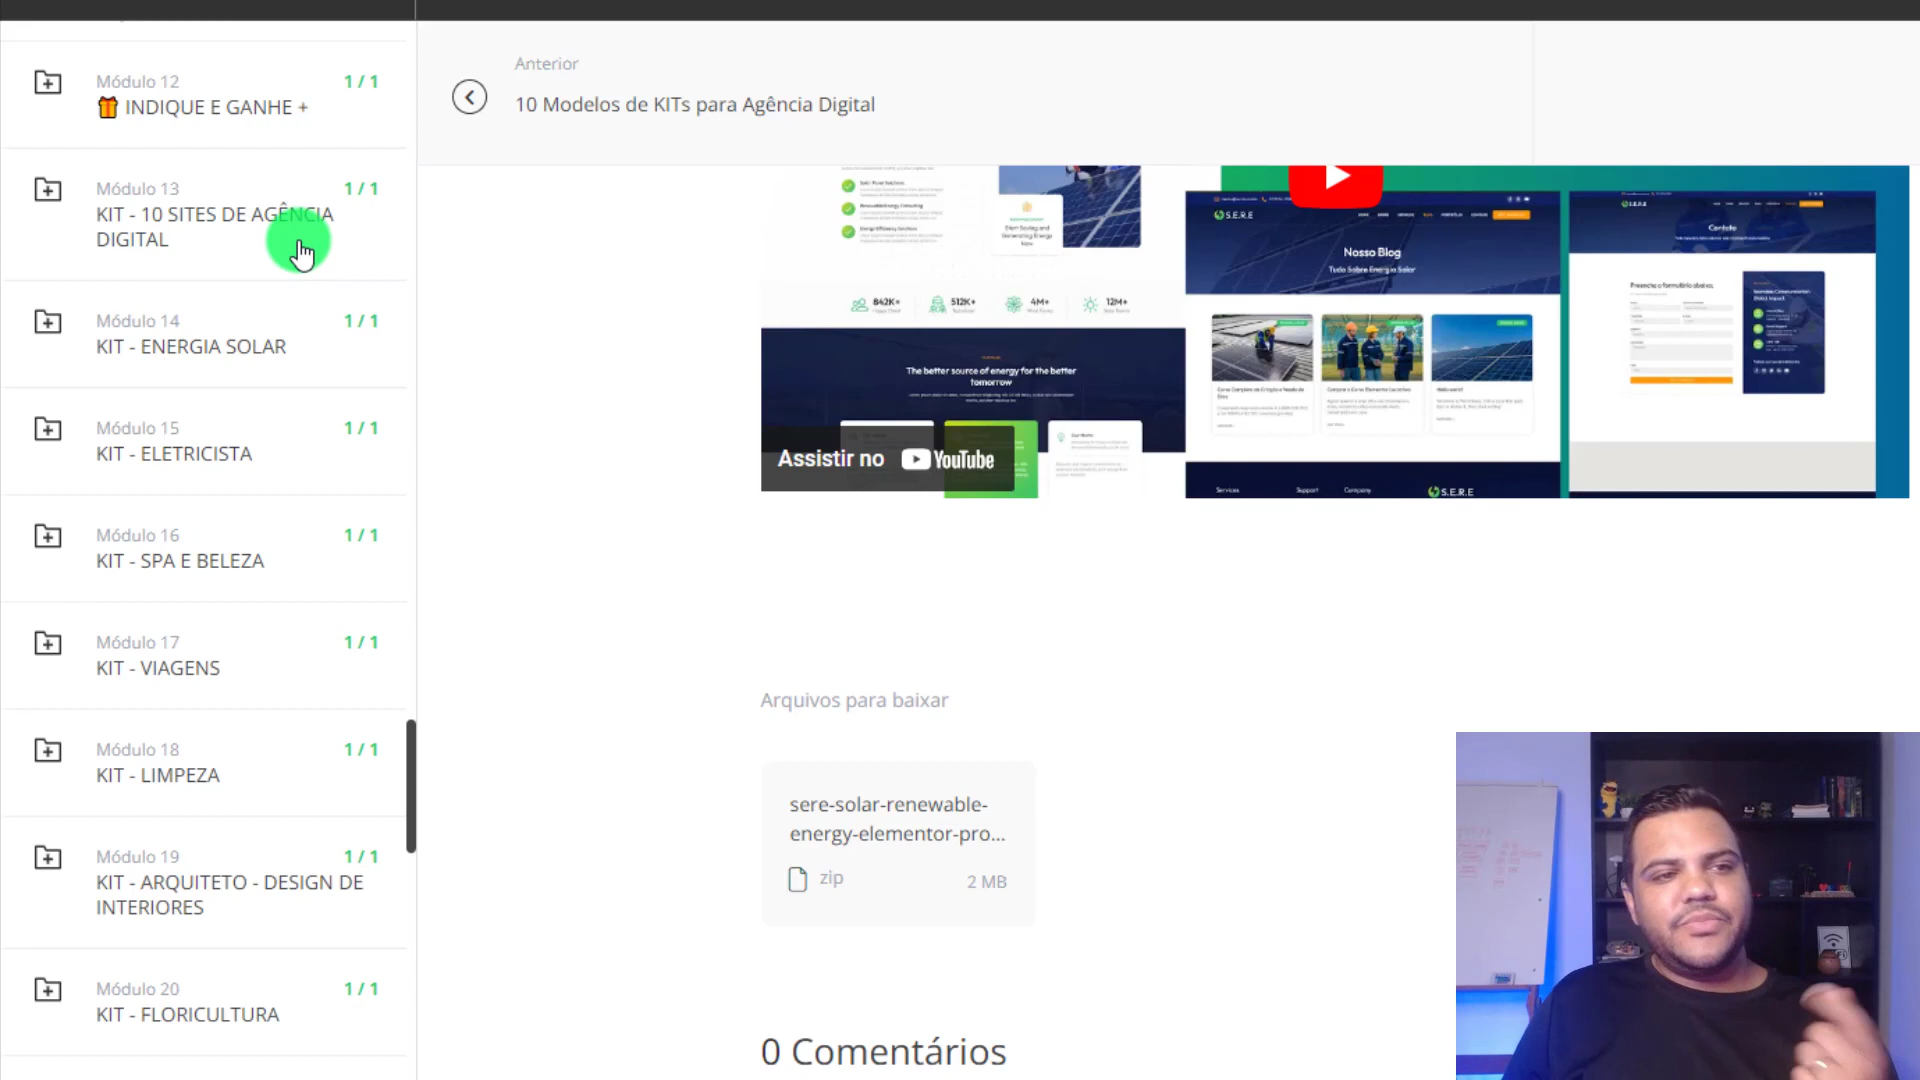 Módulo 12
1 / 1
INDIQUE E GANHE +
Módulo 13
1 / 1
KIT - 10 SITES DE AGÊNCIA
DIGITAL
Módulo 14
1 / 1
KIT - ENERGIA SOLAR
Módulo 15
1 / 1
KIT - ELETRICISTA
Módulo 16
1 / 1
KIT - SPA E BELEZA
Módulo 17
1 / 1
KIT - VIAGENS
Módulo 18
1 / 1
KIT - LIMPEZA
Módulo 19
1 / 1
KIT - ARQUITETO - DESIGN DE
INTERIORES
Módulo 20
1 / 1
KIT - FLORICULTURA
Anterior
10 Modelos de KITs para Agência Digital
842K+
512K+
4M+
12M+
The better source of energy for the better
tomorrow
Assistir no YouTube
S.E.R.E
Nosso Blog
Tudo Sobre Energia Solar
Services
Support
Company
S.E.R.E
S.E.R.E
Contato
Preencha o formulário abaixo:
Arquivos para baixar
sere-solar-renewable-
energy-elementor-pro...
zip
2 MB
0 Comentários